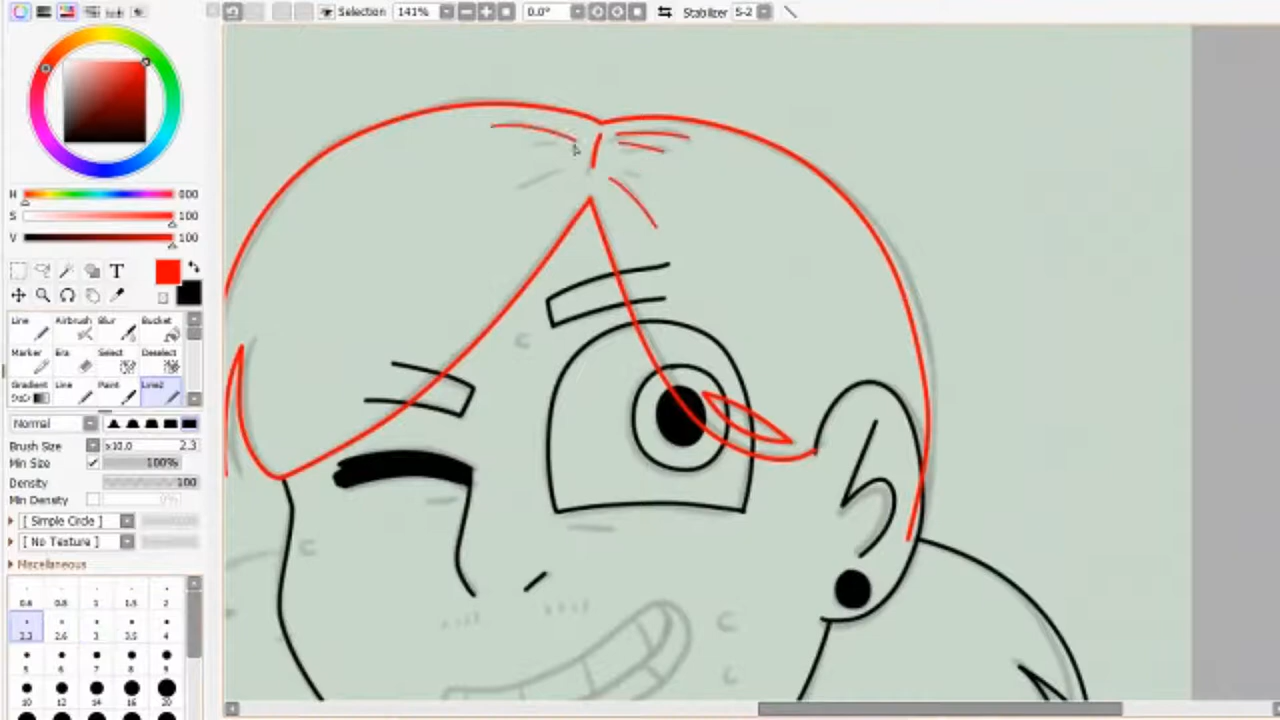 Selection 141% 0.0° Stabilizer S-2
H 000
S 100
V 100
T
Line Airbrush Blur Bucket
Marker Era Select Deselect
Gradient Line Paint Line2
Normal
Brush Size x10.0 2.3
Min Size 100%
Density 100
Min Density 0%
[ Simple Circle ]
[ No Texture ]
Miscellaneous
0.6 0.8 1 1.5 2
2.3 2.6 3 3.5 4
5 6 7 8 9
10 12 14 16 20